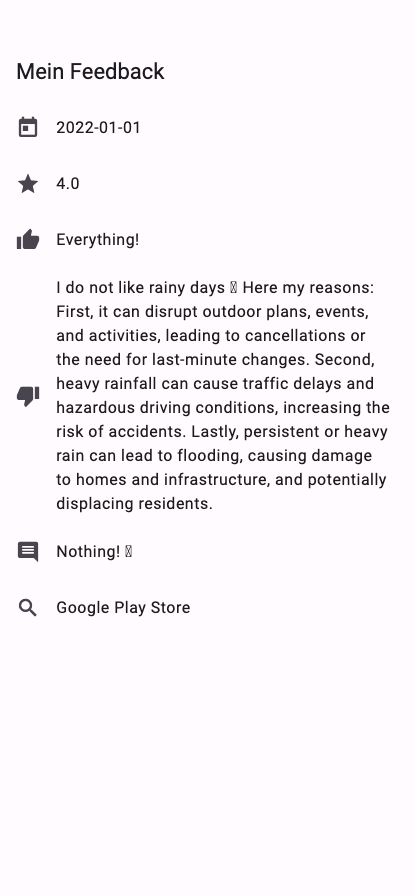 Mein Feedback
2022-01-01
4.0
Everything!
I do not like rainy days Here my reasons:
First, it can disrupt outdoor plans, events,
and activities, leading to cancellations or
the need for last-minute changes. Second,
heavy rainfall can cause traffic delays and
hazardous driving conditions, increasing the
risk of accidents. Lastly, persistent or heavy
rain can lead to flooding, causing damage
to homes and infrastructure, and potentially
displacing residents.
Nothing!
Google Play Store